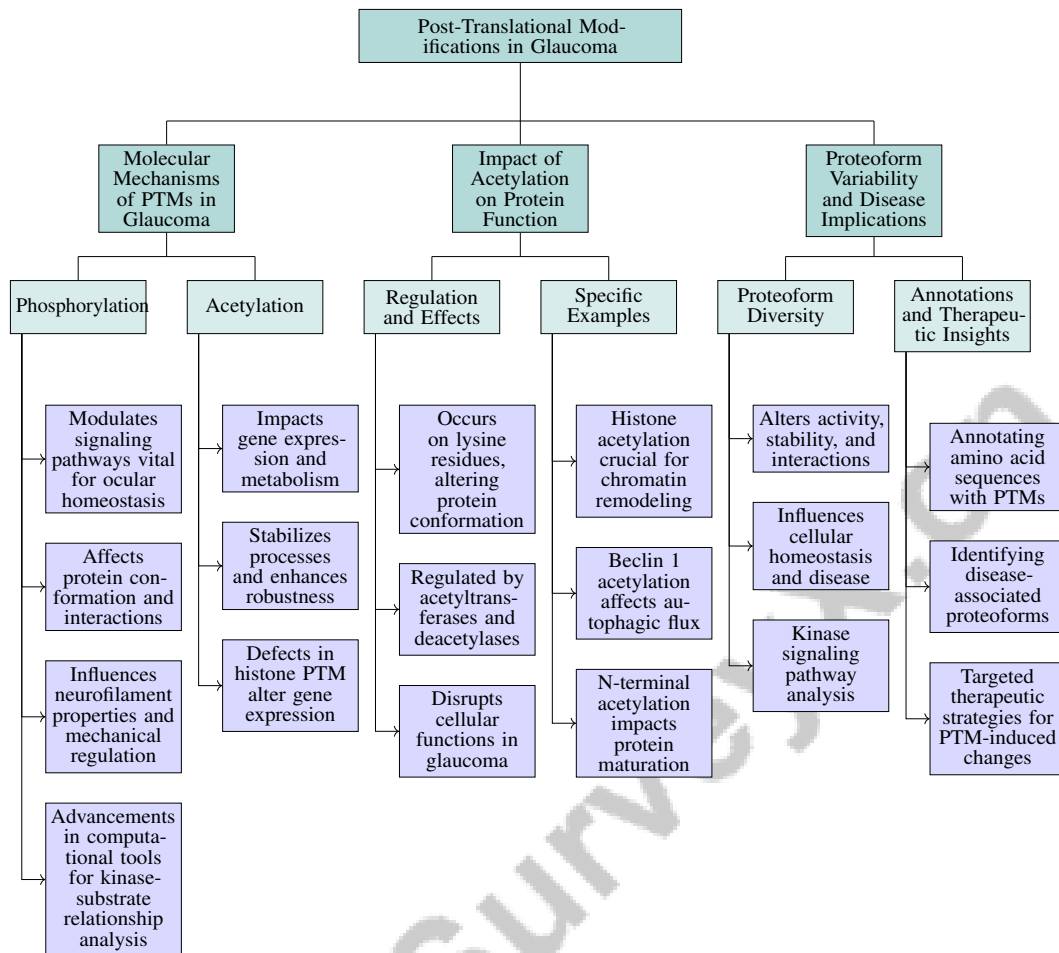 Post-Translational Mod-
ifications in Glaucoma
Molecular
Mechanisms
of PTMs in
Glaucoma
Impact of
Acetylation
on Protein
Function
Proteoform
Variability
and Disease
Implications
Phosphorylation
Acetylation
Regulation
and Effects
Specific
Examples
Proteoform
Diversity
Annotations
and Therapeu-
tic Insights
Modulates
signaling
pathways vital
for ocular
homeostasis
Affects
protein con-
formation and
interactions
Influences
neurofilament
properties and
mechanical
regulation
Advancements
in computa-
tional tools
for kinase-
substrate
relationship
analysis
Impacts
gene expres-
sion and
metabolism
Stabilizes
processes
and enhances
robustness
Defects in
histone PTM
alter gene
expression
Occurs
on lysine
residues,
altering
protein
conformation
Regulated by
acetyltrans-
ferases and
deacetylases
Disrupts
cellular
functions in
glaucoma
Histone
acetylation
crucial for
chromatin
remodeling
Beclin 1
acetylation
affects au-
tophagic flux
N-terminal
acetylation
impacts
protein
maturation
Alters activity,
stability, and
interactions
Influences
cellular
homeostasis
and disease
Kinase
signaling
pathway
analysis
Annotating
amino acid
sequences
with PTMs
Identifying
disease-
associated
proteoforms
Targeted
therapeutic
strategies for
PTM-induced
changes